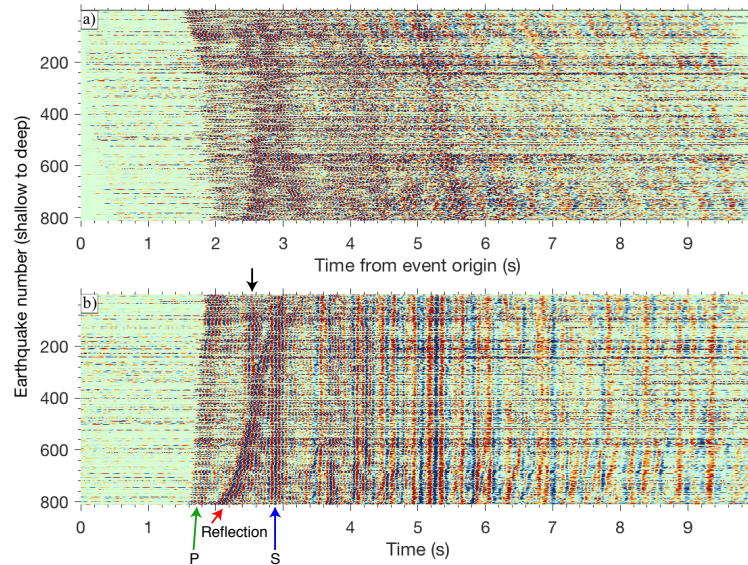 a)
200
400
600
800
0 1 2 3 4 5 6 7 8 9
Time from event origin (s)
Earthquake number (shallow to deep)
b)
200
400
600
800
0 1 2 3 4 5 6 7 8 9
Reflection
P
S
Time (s)